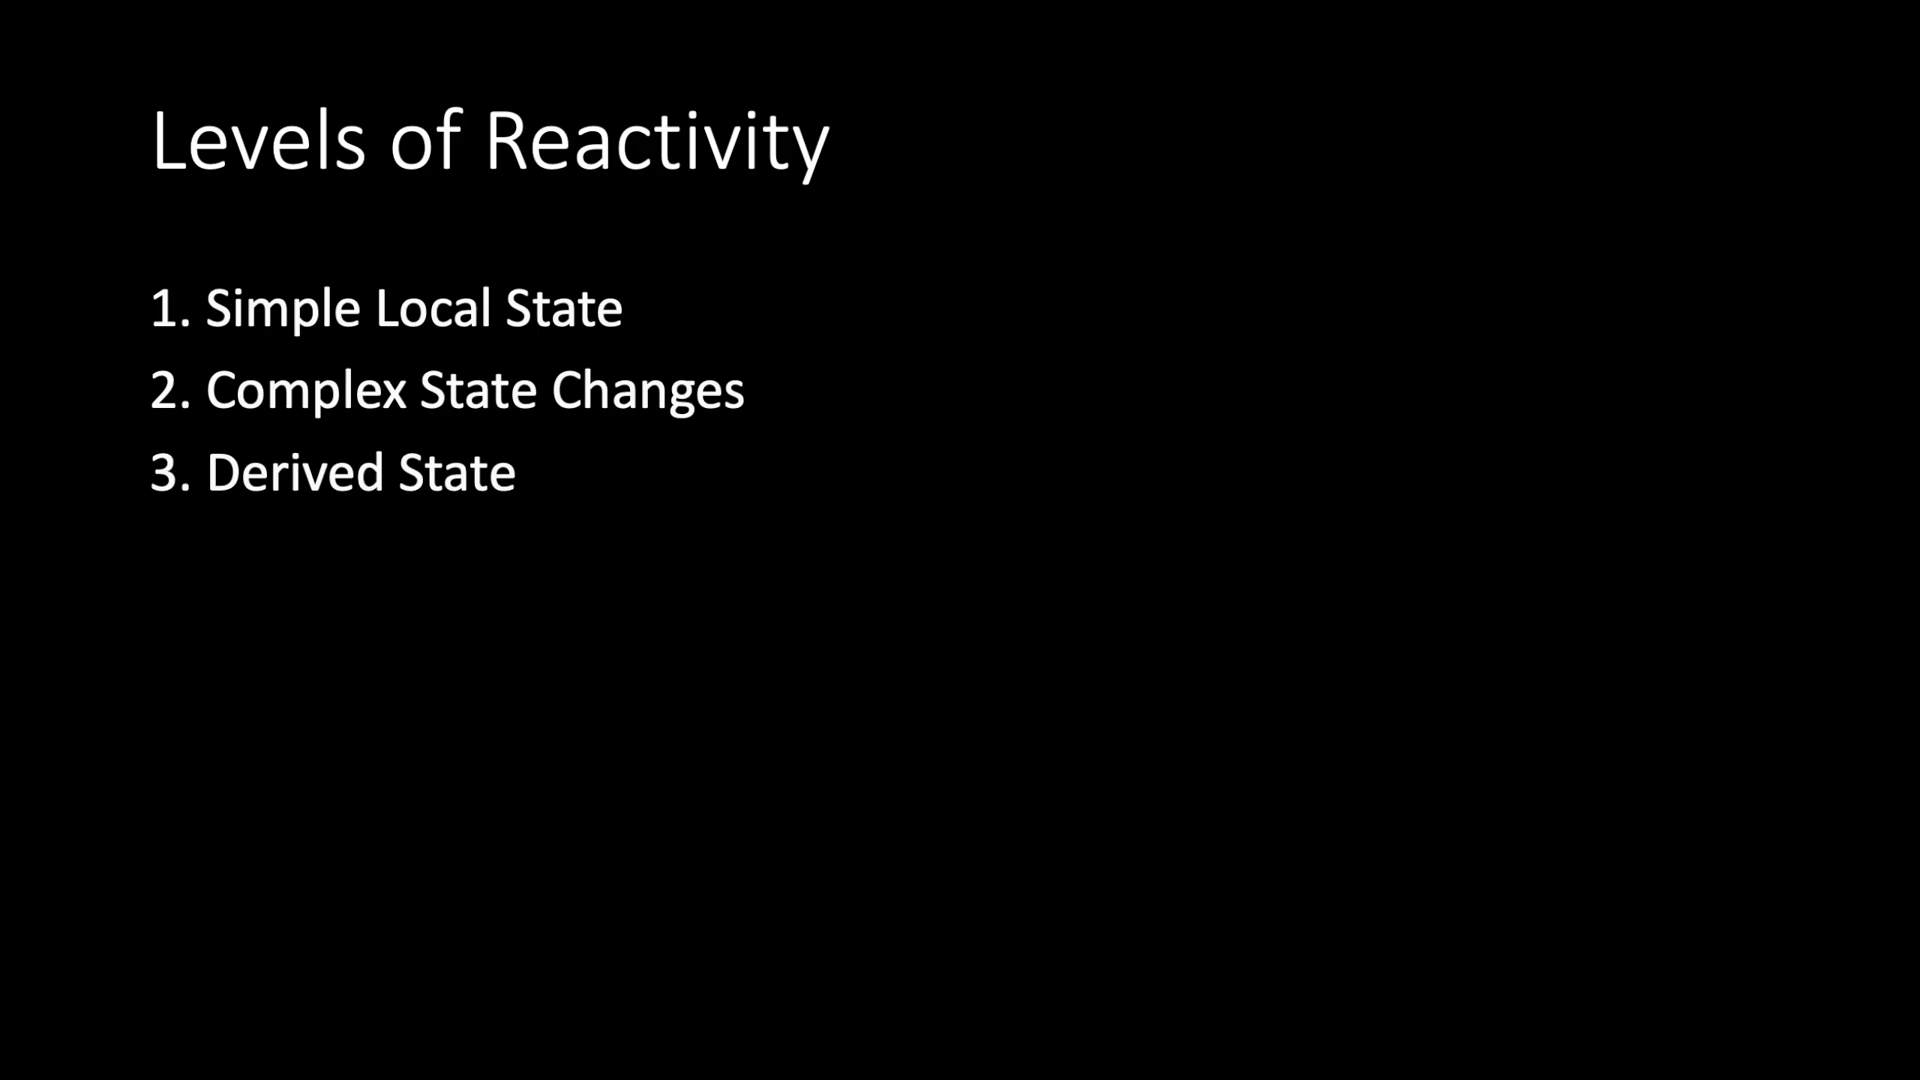 Levels of Reactivity
1. Simple Local State
2. Complex State Changes
3. Derived State